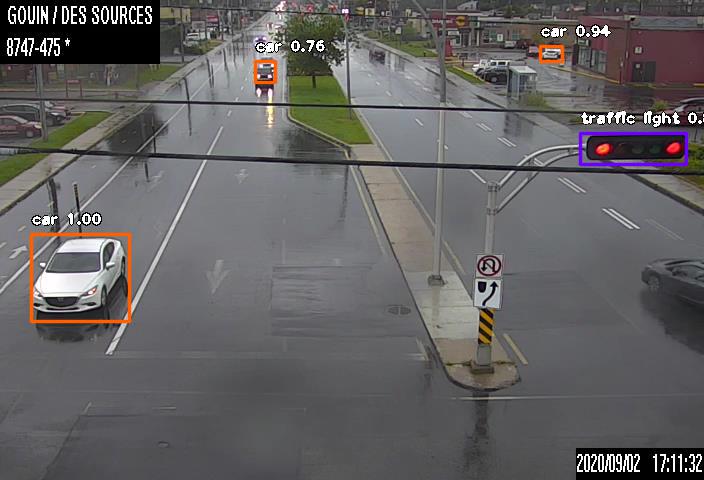 GOUIN / DES SOURCES
8747-475 *
car 0.76
car 0.94
traffic light 0.8
car 1.00
2020/09/02 17:11:32